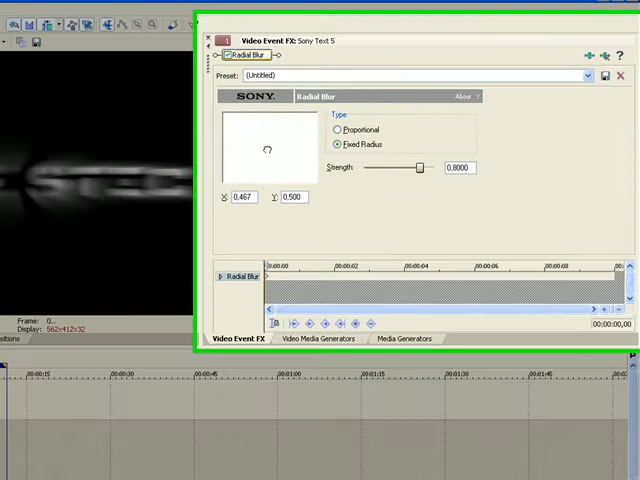 Video Event FX: Sony Text 5
Radial Blur
Preset: (Untitled)
SONY
Radial Blur
About ?
Type
Proportional
Fixed Radius
Strength: 0.8000
X: 0.467 Y: 0.500
STEC
00:00:00 00:00:02 00:00:04 00:00:06 00:00:08
Radial Blur
00:00:00,00
Frame: 0...
Display: 562x412x32
sitions
Video Event FX Video Media Generators Media Generators
00:00:15 00:00:30 00:00:45 00:01:00 00:01:15 00:01:30 00:01:45